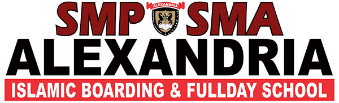 SMP SMA
ALEXANDRIA
ISLAMIC BOARDING & FULLDAY SCHOOL